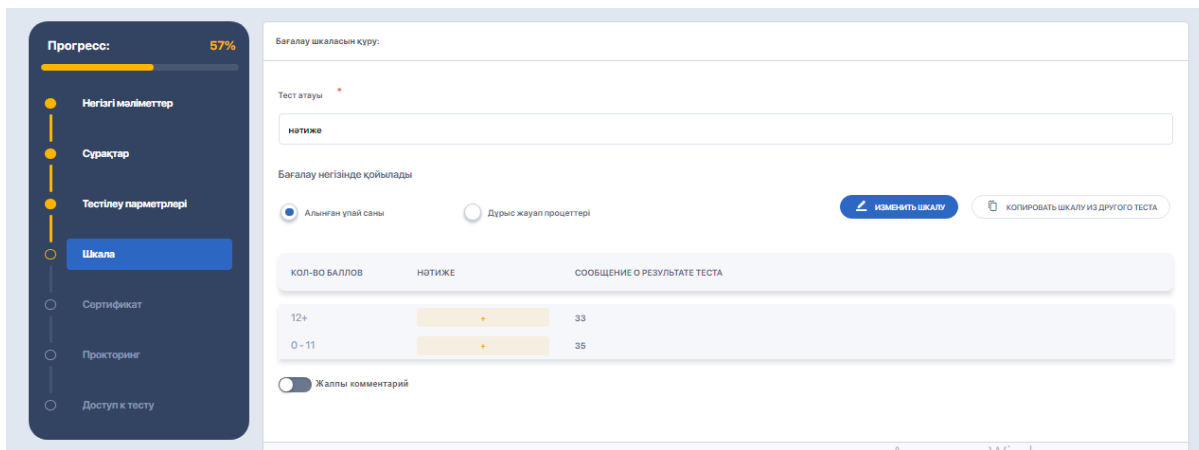 Прогресс: 57%
Негізгі мәліметтер
Сұрақтар
Тестілеу парметрлері
Шкала
Сертификат
Прокторинг
Доступ к тесту
Бағалау шкаласын құру:
Тест атауы *
нәтиже
Бағалау негізінде қойылады
Алынған ұпай саны
Дұрыс жауап процеттері
ИЗМЕНИТЬ ШКАЛУ
КОПИРОВАТЬ ШКАЛУ ИЗ ДРУГОГО ТЕСТА
КОЛ-ВО БАЛЛОВ НӘТИЖЕ СООБЩЕНИЕ О РЕЗУЛЬТАТЕ ТЕСТА
12+ + 33
0 - 11 + 35
Жалпы комментарий